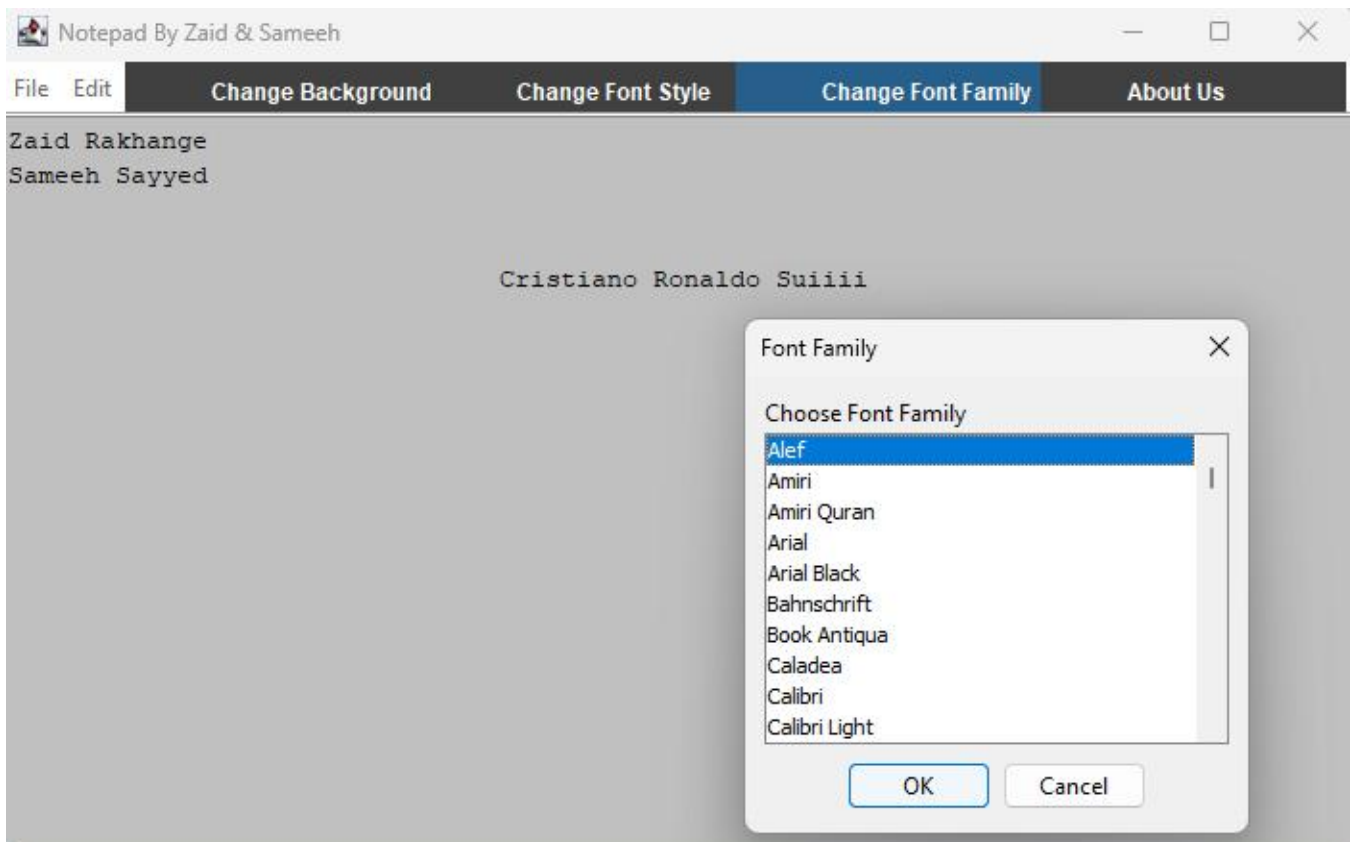 Notepad By Zaid & Sameeh
File Edit Change Background Change Font Style Change Font Family About Us
Zaid Rakhange
Sameeh Sayyed
Cristiano Ronaldo Suiiii
Font Family
Choose Font Family
Alef
Amiri
Amiri Quran
Arial
Arial Black
Bahnschrift
Book Antiqua
Caladea
Calibri
Calibri Light
OK Cancel